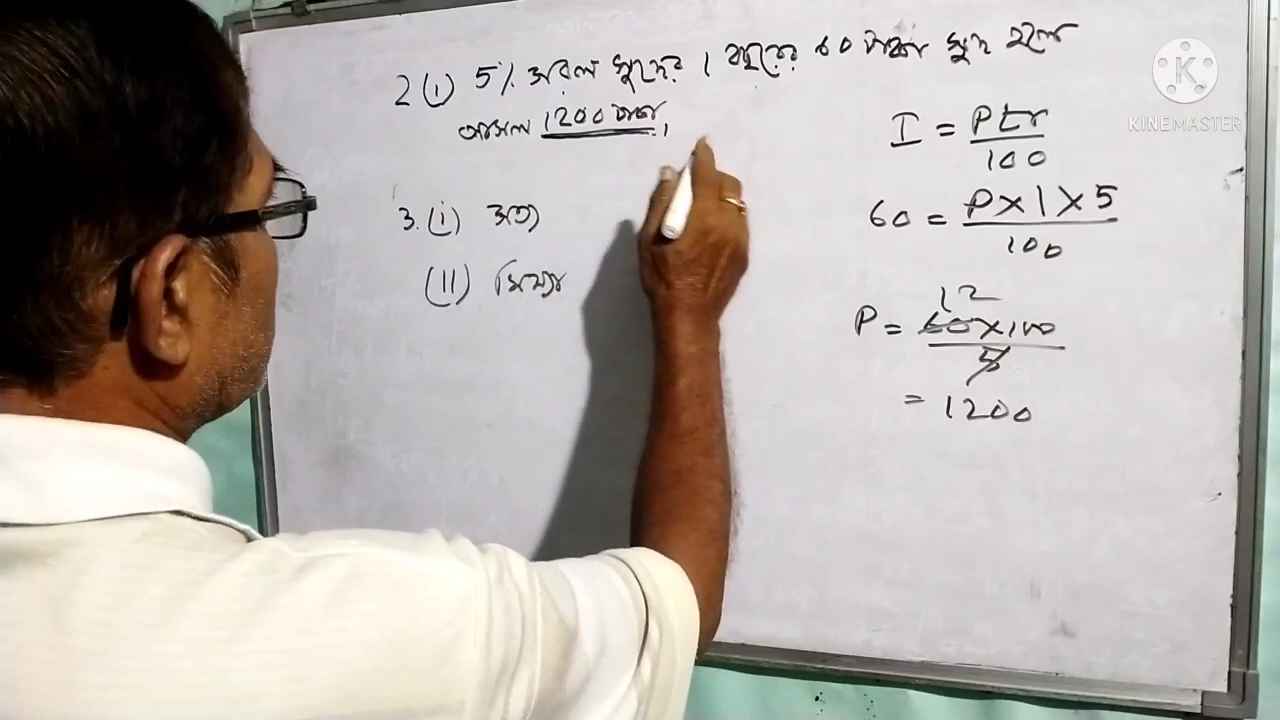 2(i) 5% সরল সুদের 1 বছরের 60 টাকা সুদ হলে
আসল 1200 টাকা।
3. (i) সত্য
(II) মিথ্যা
I = Ptr
100
60 = P×1×5
100
12
P = 60×100
5
= 1200
K
KINEMASTER